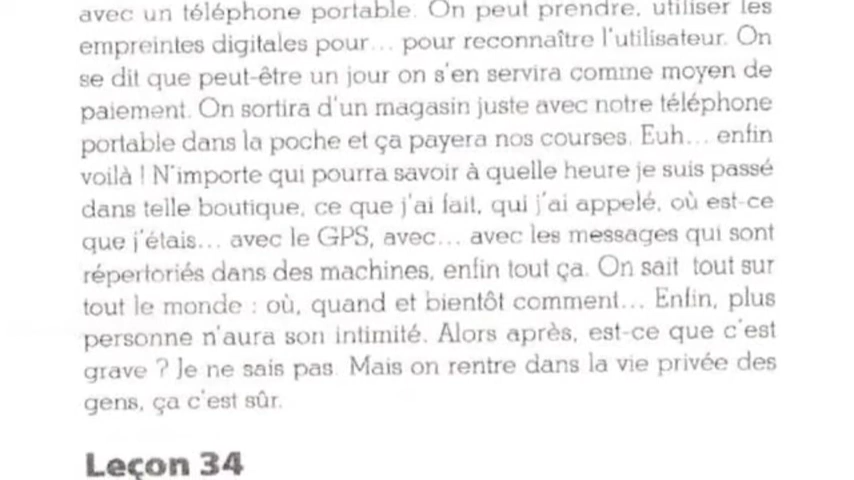 avec un téléphone portable. On peut prendre, utiliser les
empreintes digitales pour... pour reconnaître l'utilisateur. On
se dit que peut-être un jour on s'en servira comme moyen de
paiement. On sortira d'un magasin juste avec notre téléphone
portable dans la poche et ça payera nos courses. Euh... enfin
voilà ! N'importe qui pourra savoir à quelle heure je suis passé
dans telle boutique, ce que j'ai fait, qui j'ai appelé, où est-ce
que j'étais... avec le GPS, avec... avec les messages qui sont
répertoriés dans des machines, enfin tout ça. On sait tout sur
tout le monde : où, quand et bientôt comment... Enfin, plus
personne n'aura son intimité. Alors après, est-ce que c'est
grave ? Je ne sais pas. Mais on rentre dans la vie privée des
gens, ça c'est sûr.
Leçon 34